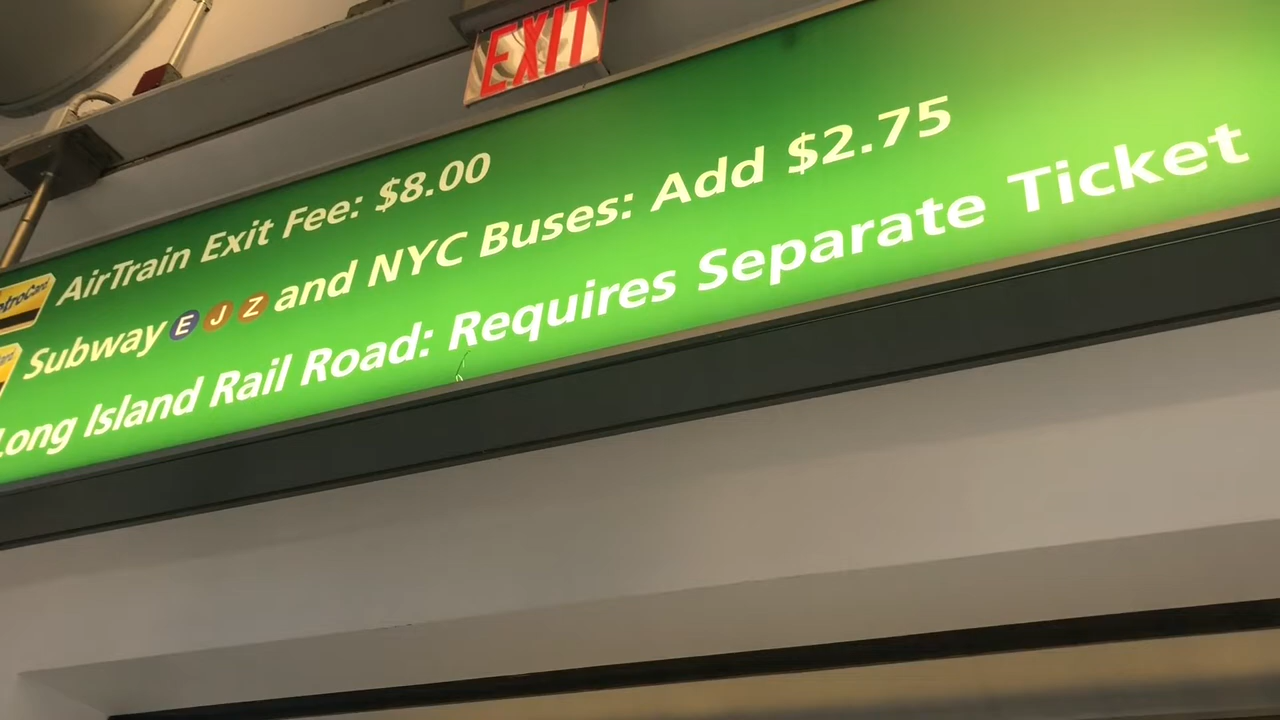 EXIT
AirTrain Exit Fee: $8.00
Subway E J Z and NYC Buses: Add $2.75
Long Island Rail Road: Requires Separate Ticket